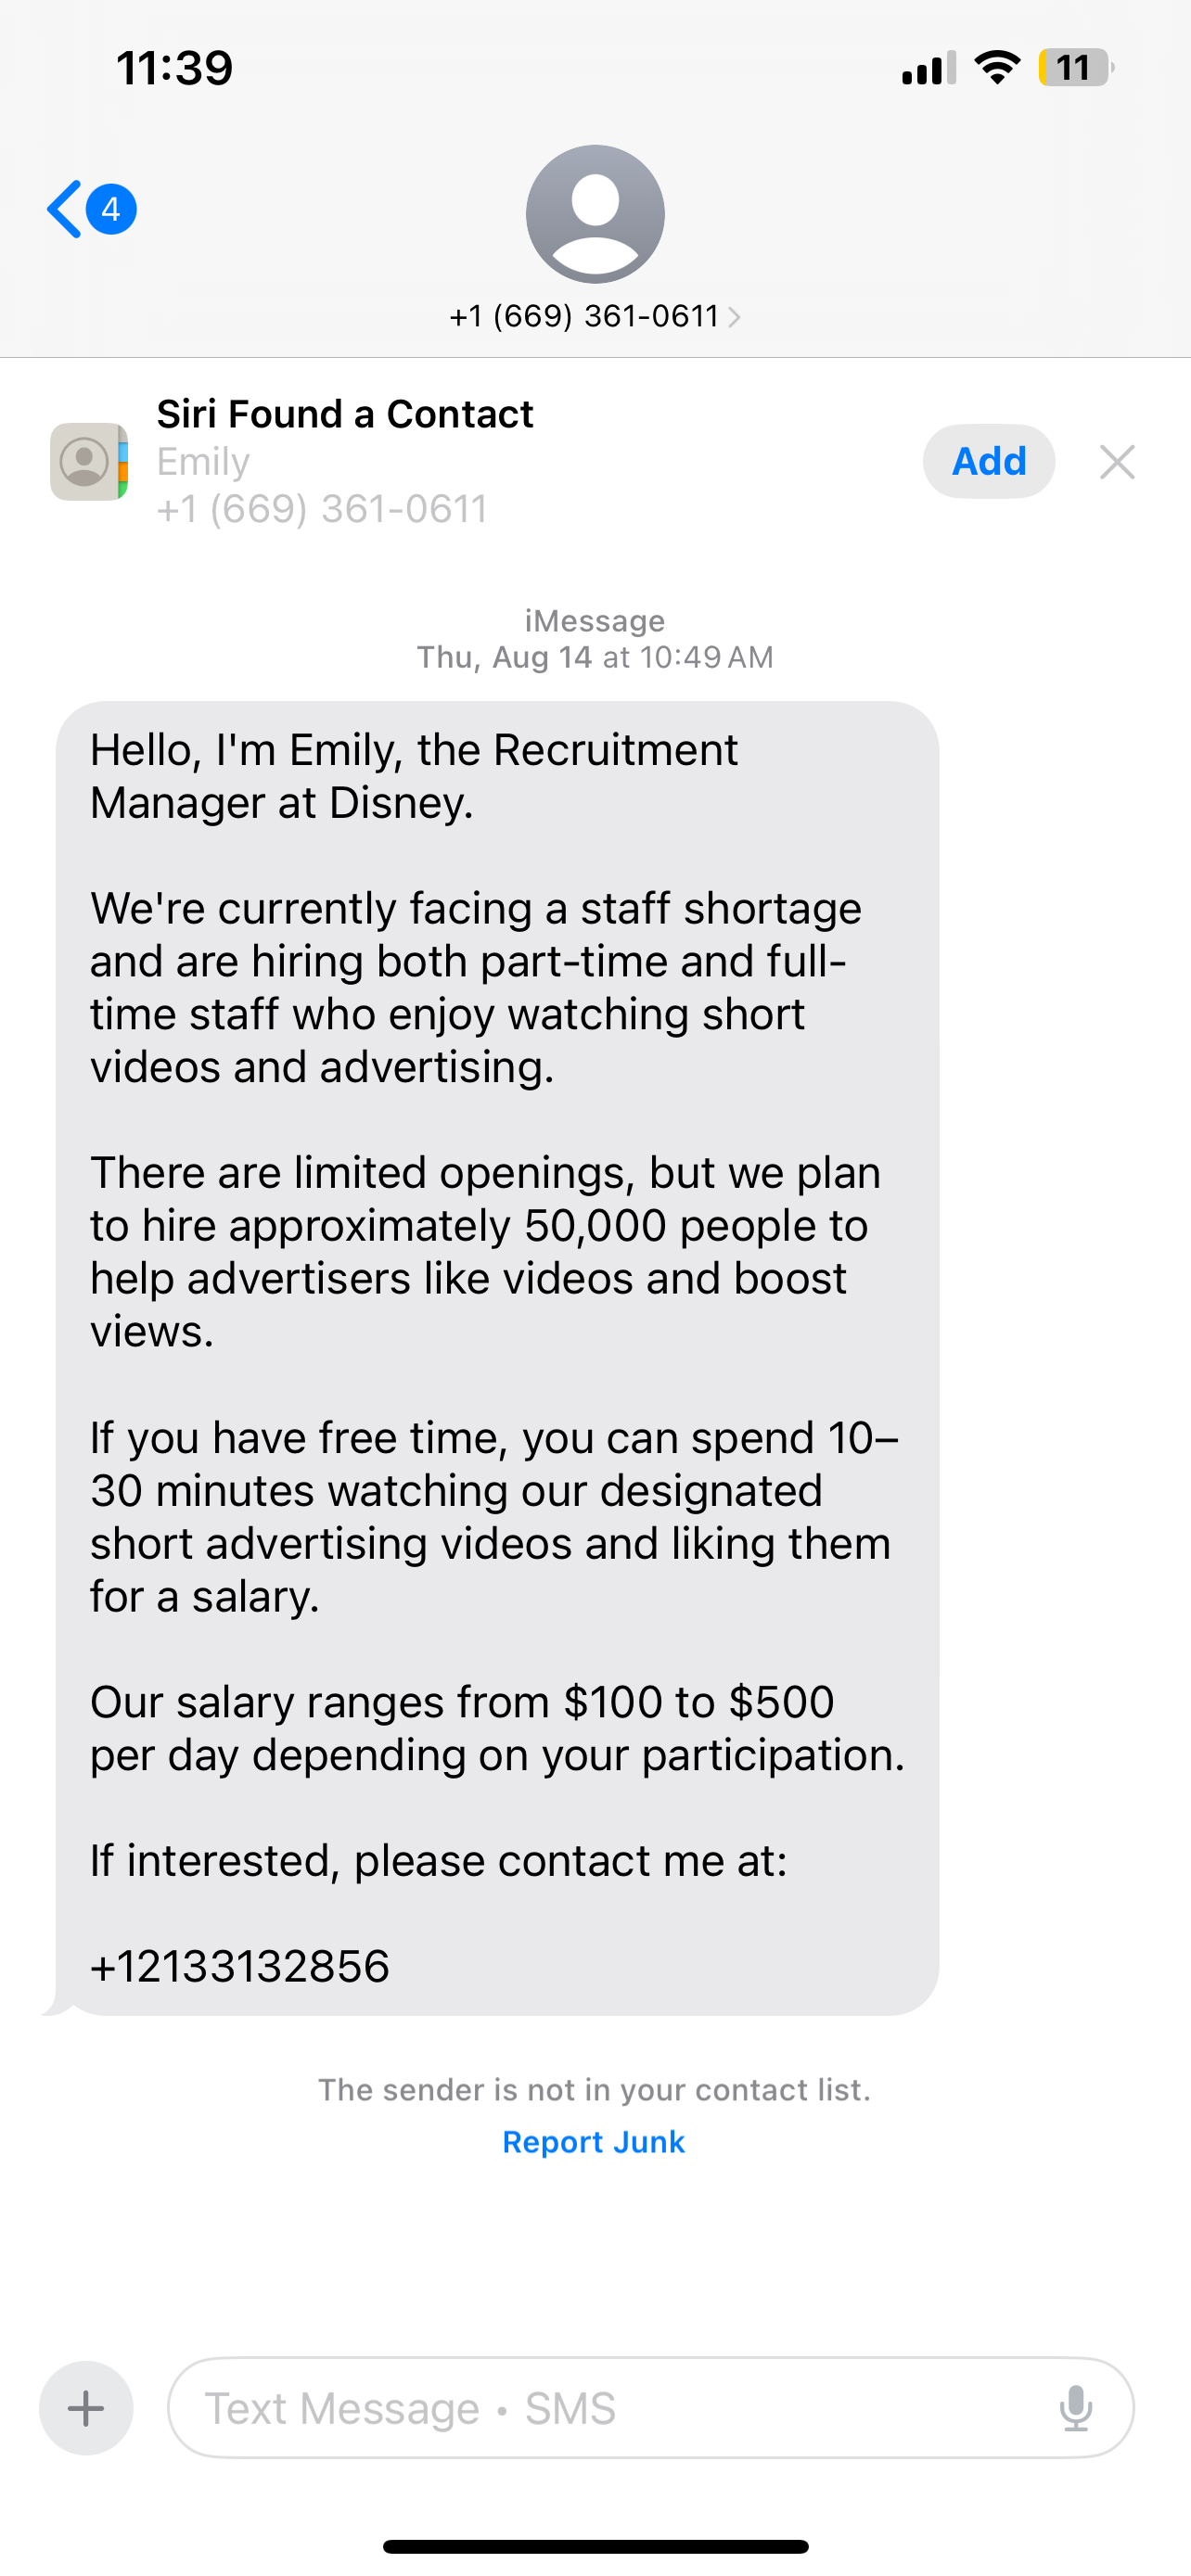 11:39
11
4
+1 (669) 361-0611
Siri Found a Contact
Emily
+1 (669) 361-0611
Add
iMessage
Thu, Aug 14 at 10:49 AM
Hello, I'm Emily, the Recruitment
Manager at Disney.
We're currently facing a staff shortage
and are hiring both part-time and full-
time staff who enjoy watching short
videos and advertising.
There are limited openings, but we plan
to hire approximately 50,000 people to
help advertisers like videos and boost
views.
If you have free time, you can spend 10–
30 minutes watching our designated
short advertising videos and liking them
for a salary.
Our salary ranges from $100 to $500
per day depending on your participation.
If interested, please contact me at:
+12133132856
The sender is not in your contact list.
Report Junk
Text Message • SMS